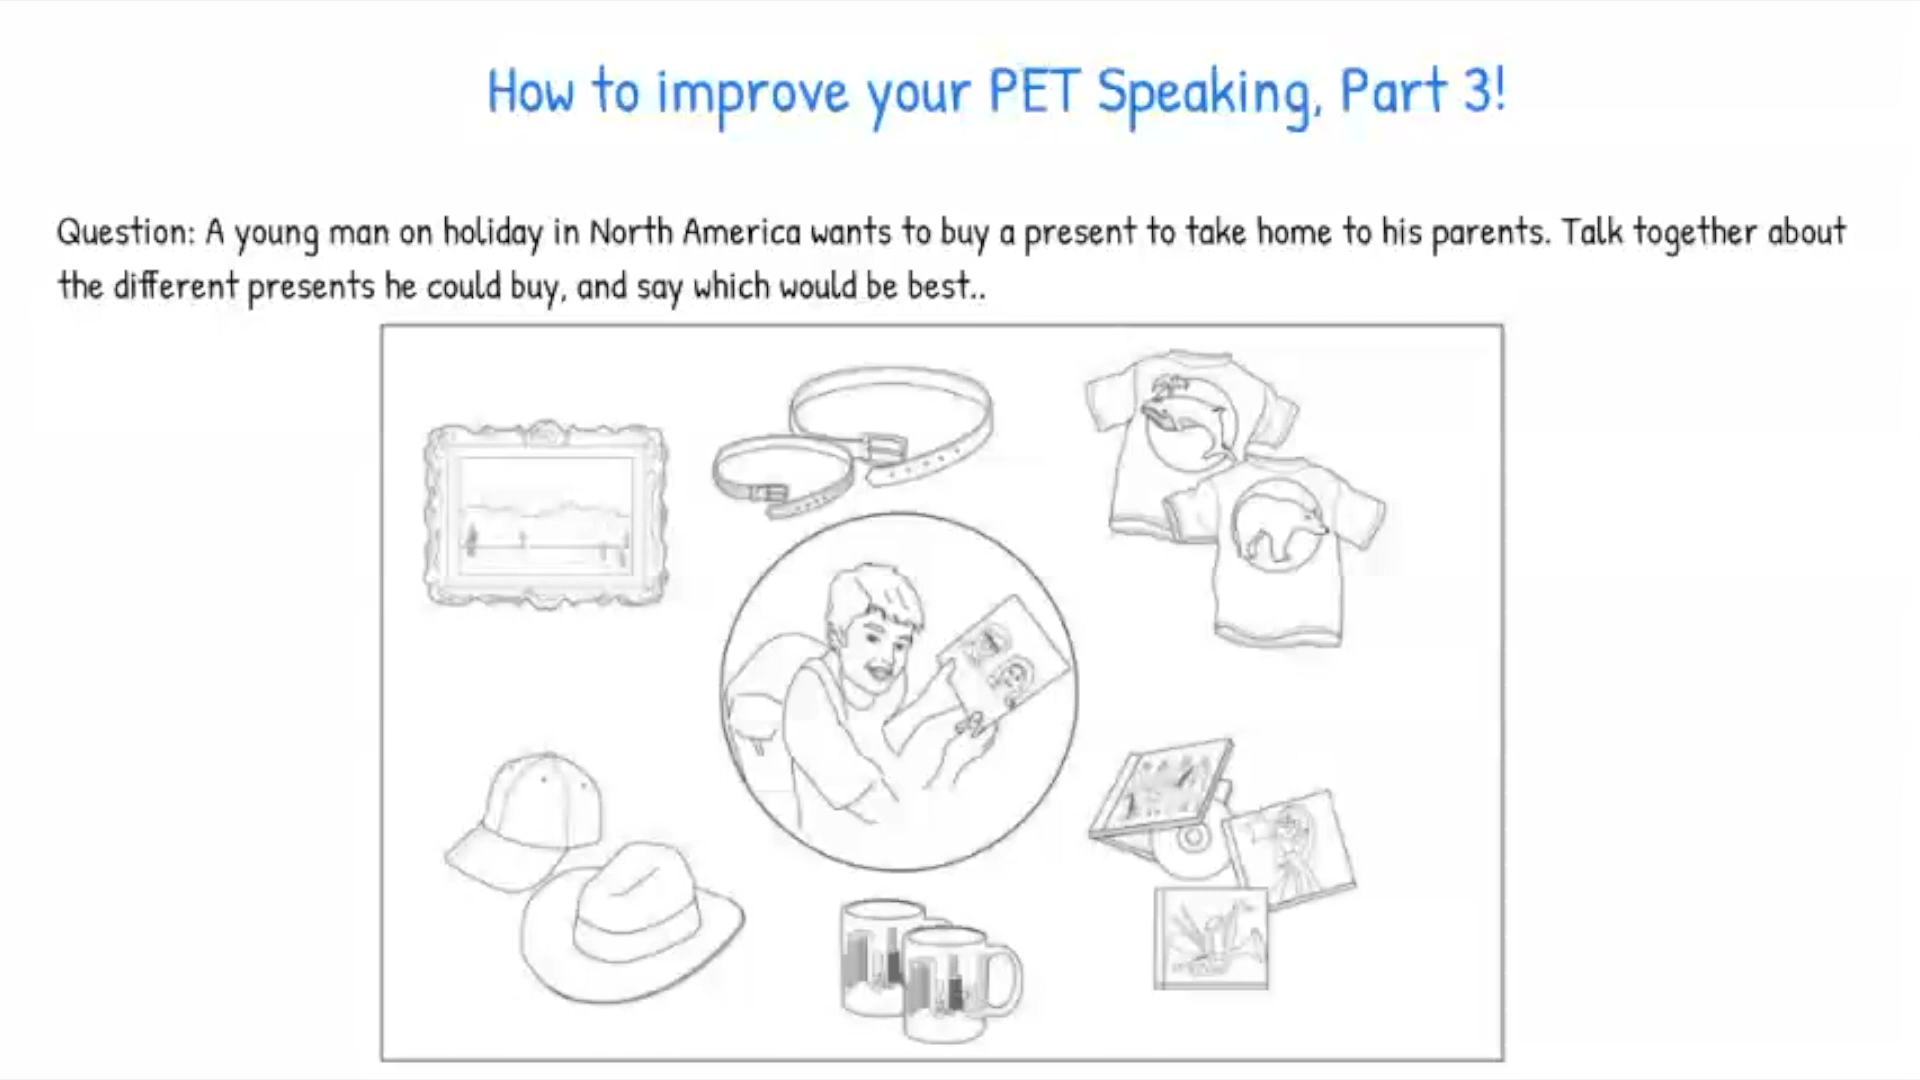 How to improve your PET Speaking, Part 3!
Question: A young man on holiday in North America wants to buy a present to take home to his parents. Talk together about
the different presents he could buy, and say which would be best..